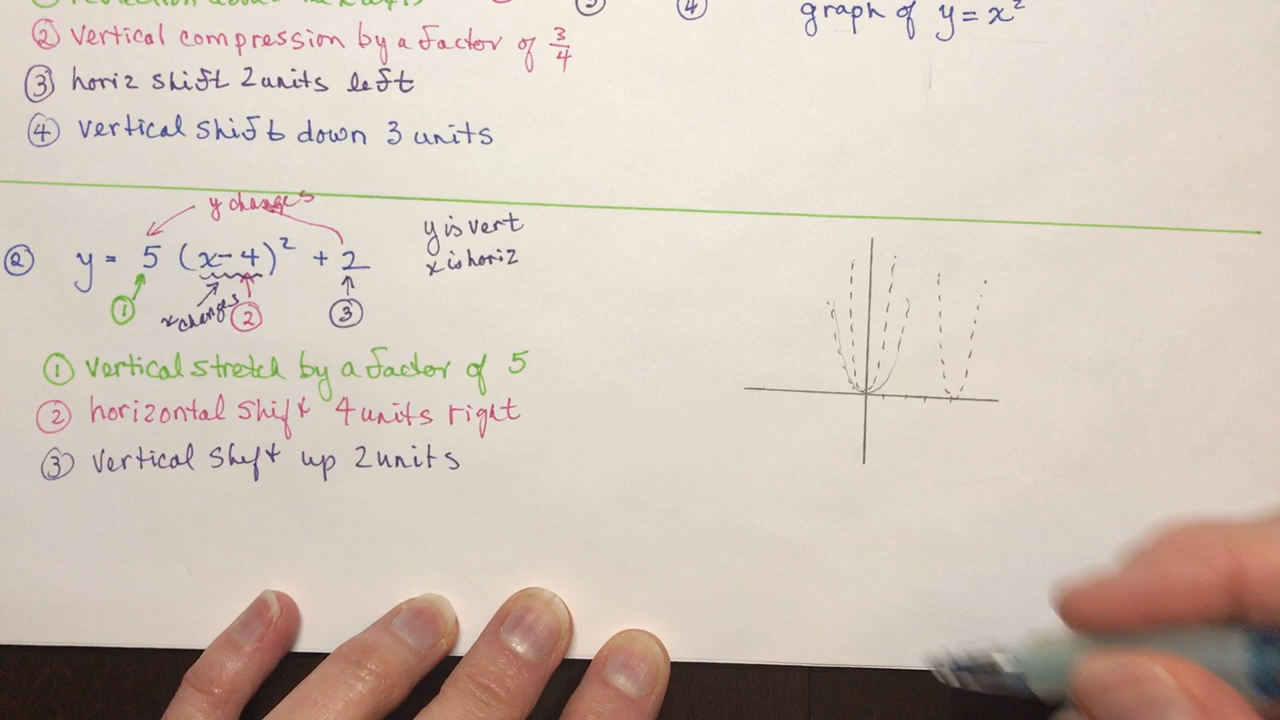 ③ ④ graph of y = x²
② vertical compression by a factor of 3/4
③ horiz shift 2 units left
④ vertical shift down 3 units
y changes
② y = 5 (x-4)² + 2
y is vert
x is horiz
① x changes ② ③
① vertical stretch by a factor of 5
② horizontal shift 4 units right
③ vertical shift up 2 units